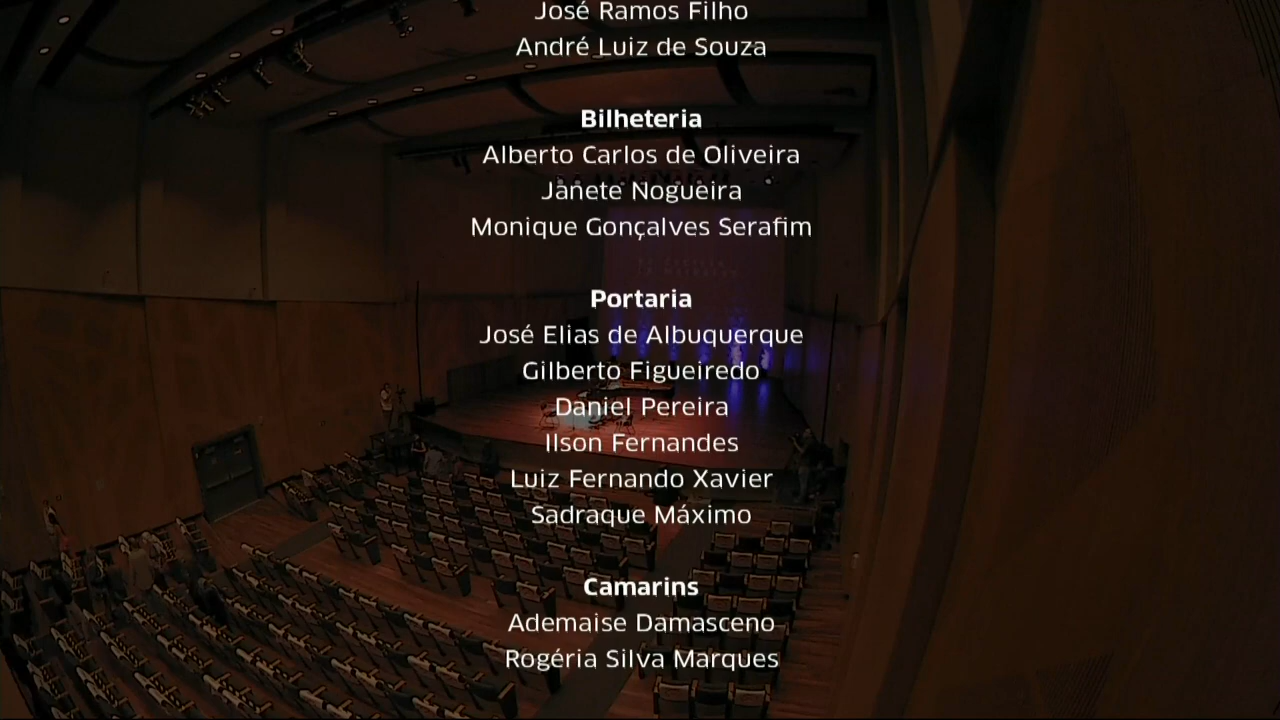 José Ramos Filho
André Luiz de Souza
Bilheteria
Alberto Carlos de Oliveira
Janete Nogueira
Monique Gonçalves Serafim
Portaria
José Elias de Albuquerque
Gilberto Figueiredo
Daniel Pereira
Ilson Fernandes
Luiz Fernando Xavier
Sadraque Máximo
Camarins
Ademaise Damasceno
Rogéria Silva Marques